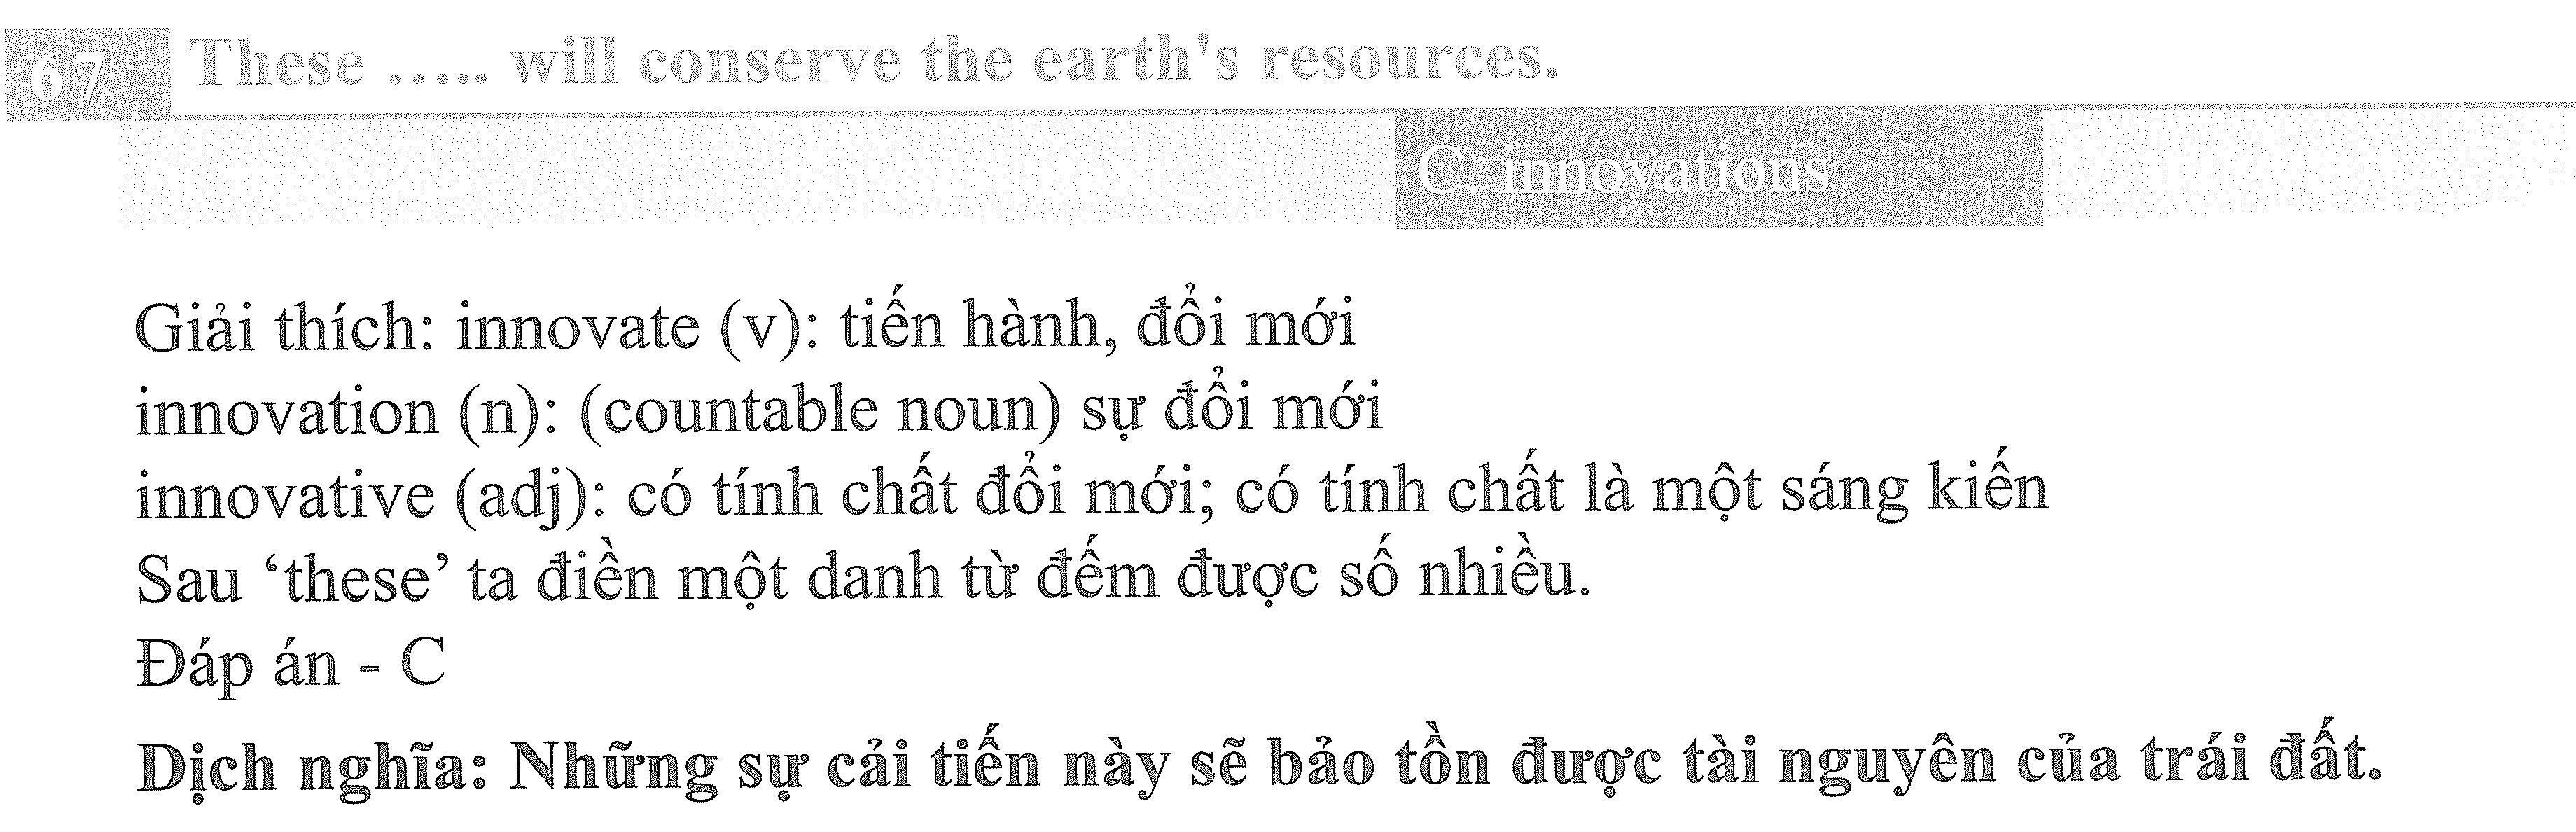 67 These ..... will conserve the earth's resources.
C. innovations
Giải thích: innovate (v): tiến hành, đổi mới
innovation (n): (countable noun) sự đổi mới
innovative (adj): có tính chất đổi mới; có tính chất là một sáng kiến
Sau ‘these’ ta điền một danh từ đếm được số nhiều.
Đáp án - C
Dịch nghĩa: Những sự cải tiến này sẽ bảo tồn được tài nguyên của trái đất.